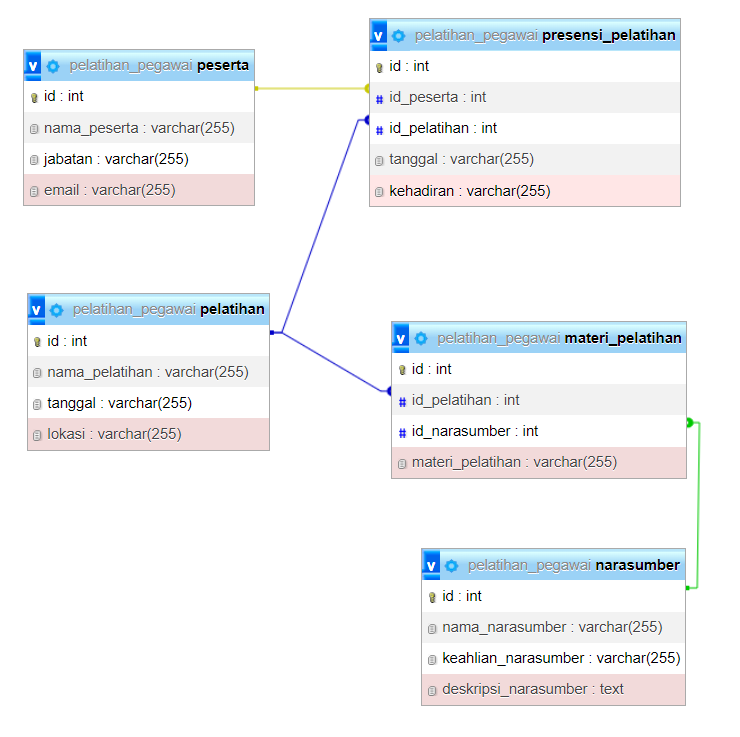 v pelatihan_pegawai peserta
id : int
nama_peserta : varchar(255)
jabatan : varchar(255)
email : varchar(255)
v pelatihan_pegawai presensi_pelatihan
id : int
# id_peserta : int
# id_pelatihan : int
tanggal : varchar(255)
kehadiran : varchar(255)
v pelatihan_pegawai pelatihan
id : int
nama_pelatihan : varchar(255)
tanggal : varchar(255)
lokasi : varchar(255)
v pelatihan_pegawai materi_pelatihan
id : int
# id_pelatihan : int
# id_narasumber : int
materi_pelatihan : varchar(255)
v pelatihan_pegawai narasumber
id : int
nama_narasumber : varchar(255)
keahlian_narasumber : varchar(255)
deskripsi_narasumber : text